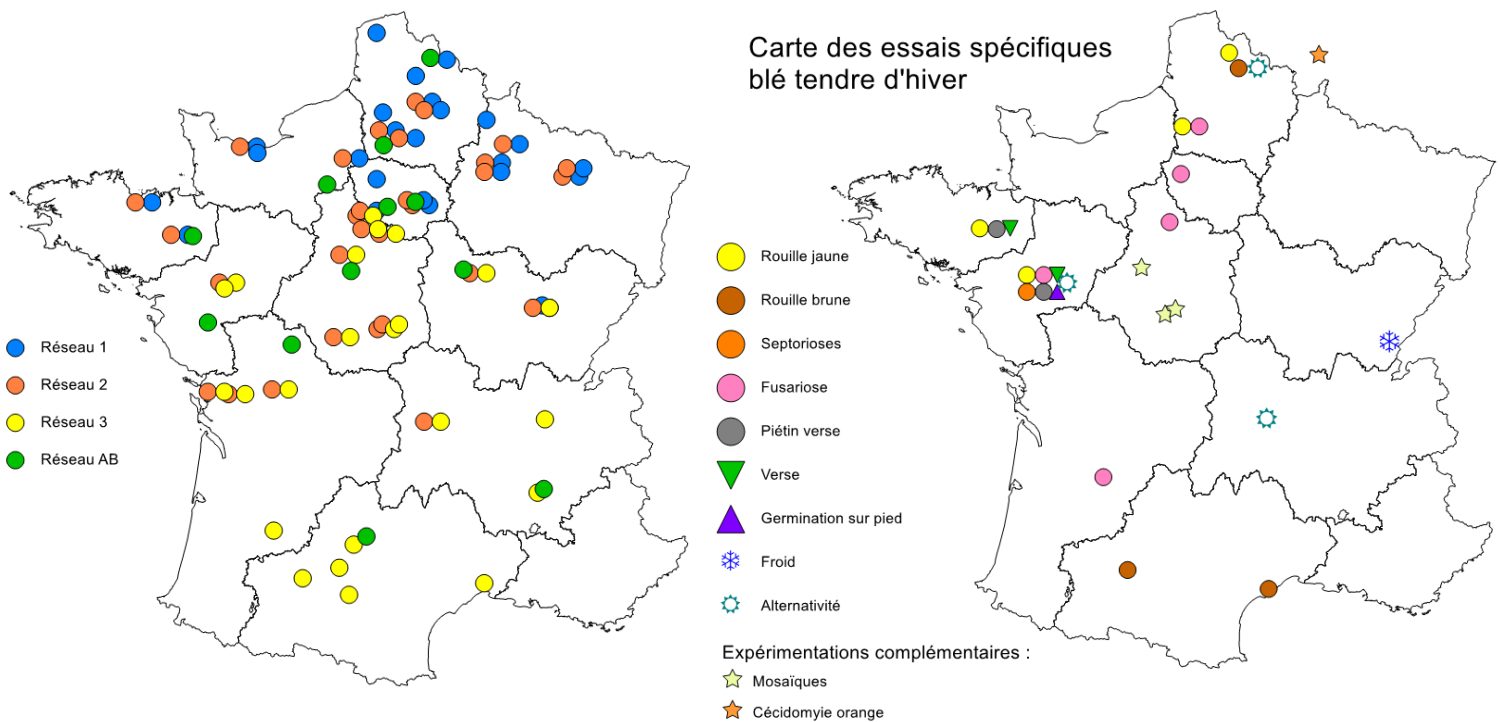 Carte des essais spécifiques
blé tendre d'hiver
Réseau 1
Réseau 2
Réseau 3
Réseau AB
Rouille jaune
Rouille brune
Septorioses
Fusariose
Piétin verse
Verse
Germination sur pied
Froid
Alternativité
Expérimentations complémentaires :
Mosaïques
Cécidomyie orange